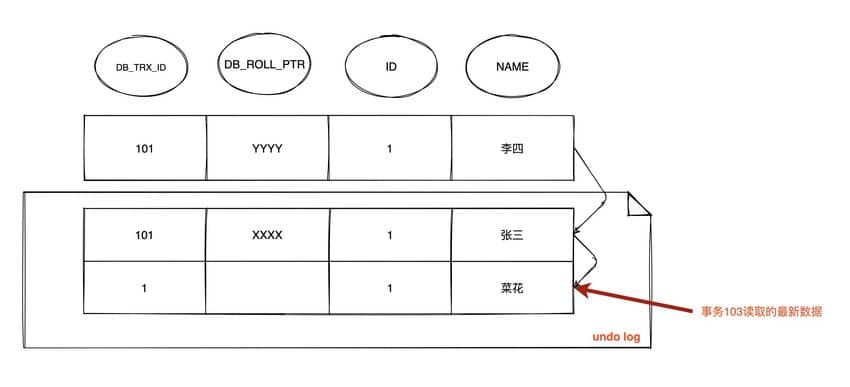 DB_TRX_ID DB_ROLL_PTR ID NAME
101 YYYY 1 李四
101 XXXX 1 张三
1 1 菜花
事务103读取的最新数据
undo log